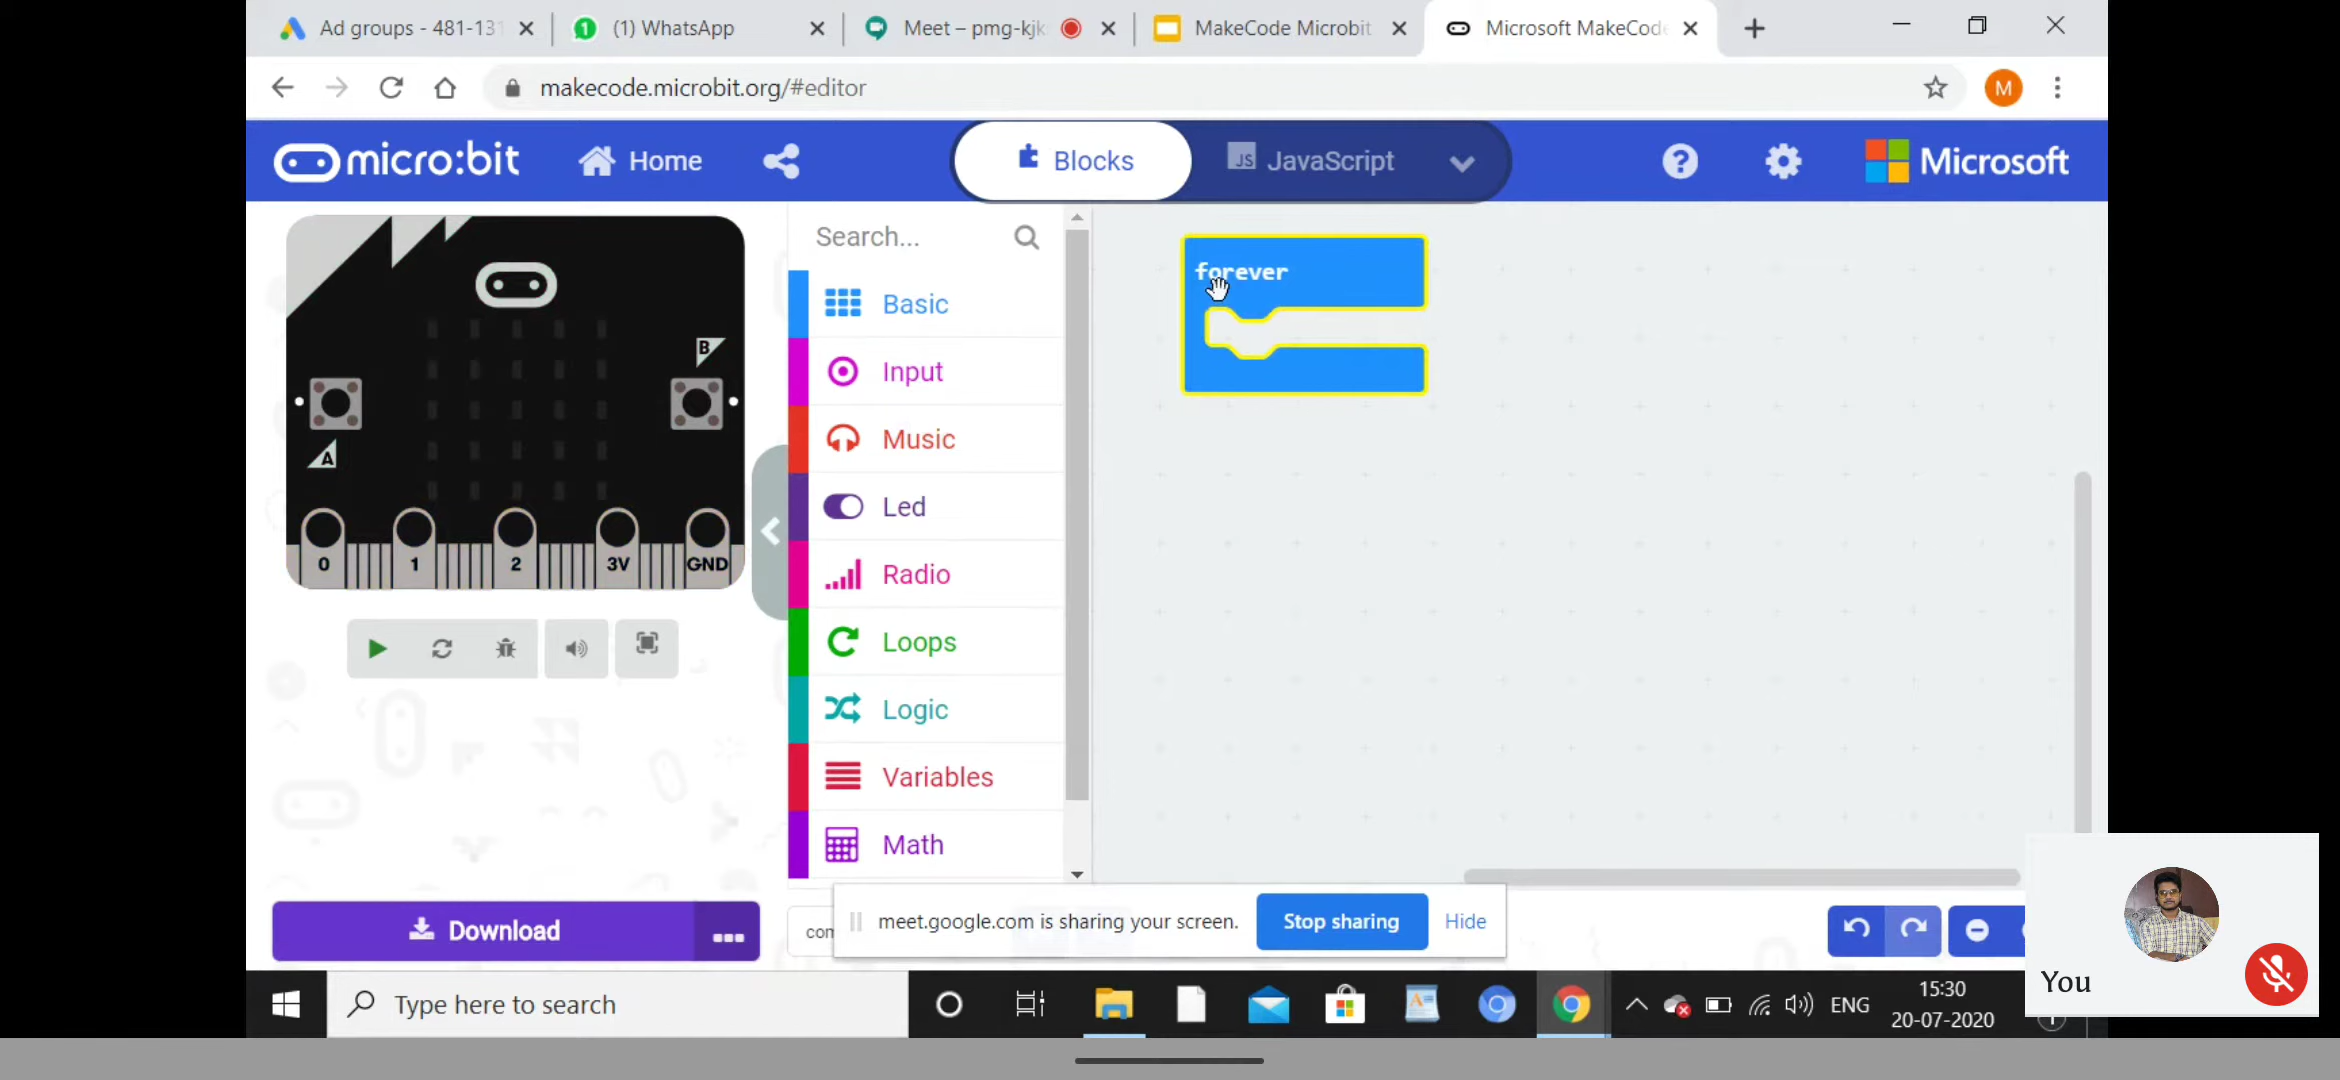 Ad groups - 481-131
(1) WhatsApp
Meet – pmg-kjk
MakeCode Microbit
Microsoft MakeCode
makecode.microbit.org/#editor
M
micro:bit
Home
Blocks
JS JavaScript
Microsoft
Search...
forever
Basic
Input
Music
Led
Radio
Loops
Logic
Variables
Math
B
A
0 1 2 3V GND
Download
meet.google.com is sharing your screen.
Stop sharing
Hide
You
Type here to search
ENG
15:30
20-07-2020